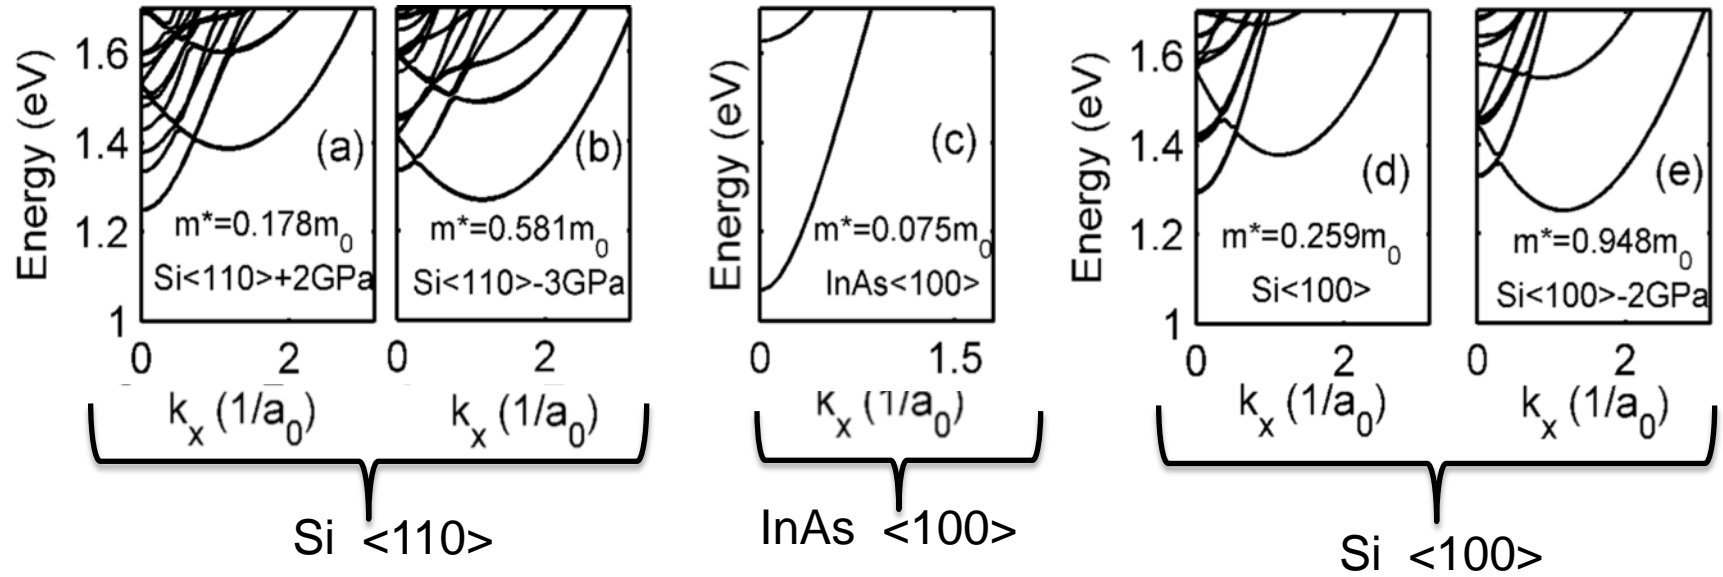 Energy (eV)
1.6
1.4
1.2
1
(a)
m*=0.178m0
Si<110>+2GPa
0
2
kx (1/a0)
(b)
m*=0.581m0
Si<110>-3GPa
0
2
kx (1/a0)
Si <110>
Energy (eV)
(c)
m*=0.075m0
InAs<100>
0
1.5
kx (1/a0)
InAs <100>
Energy (eV)
1.6
1.4
1.2
1
(d)
m*=0.259m0
Si<100>
0
2
kx (1/a0)
(e)
m*=0.948m0
Si<100>-2GPa
0
2
kx (1/a0)
Si <100>